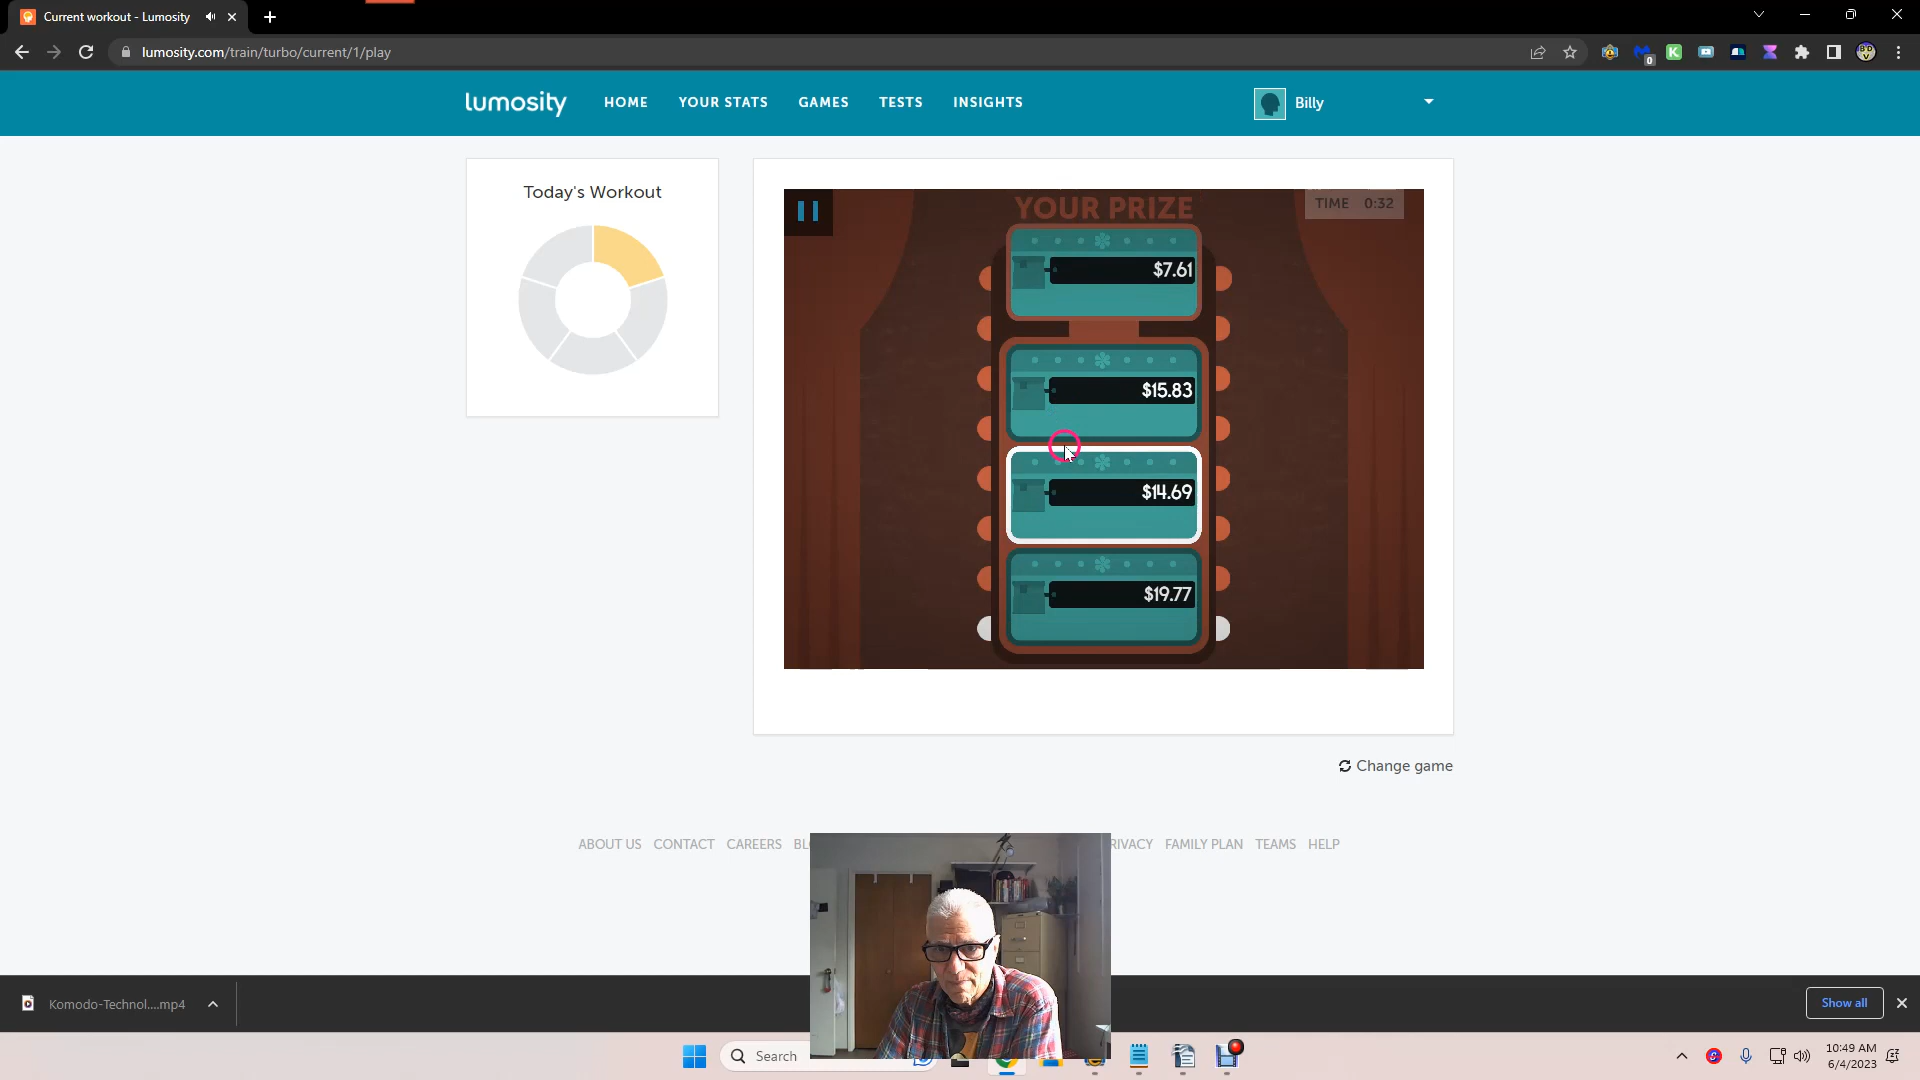 Current workout - Lumosity
lumosity.com/train/turbo/current/1/play
K
0
lumosity HOME YOUR STATS GAMES TESTS INSIGHTS Billy
Today's Workout
YOUR PRIZE
TIME 0:32
$7.61
$15.83
$14.69
$19.77
Change game
ABOUT US CONTACT CAREERS BL RIVACY FAMILY PLAN TEAMS HELP
Komodo-Technol....mp4
Show all
Search
10:49 AM
6/4/2023